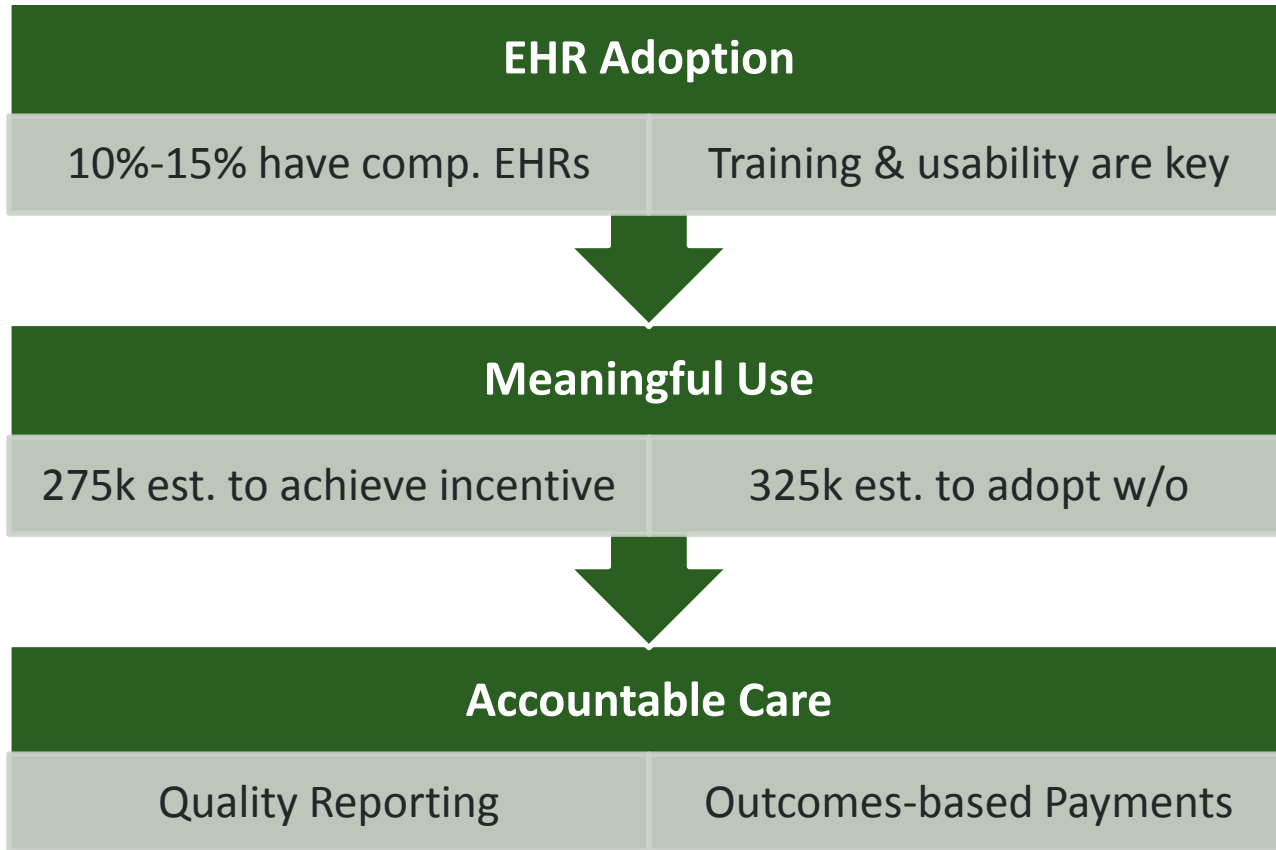 EHR Adoption
10%-15% have comp. EHRs
Training & usability are key
Meaningful Use
275k est. to achieve incentive
325k est. to adopt w/o
Accountable Care
Quality Reporting
Outcomes-based Payments